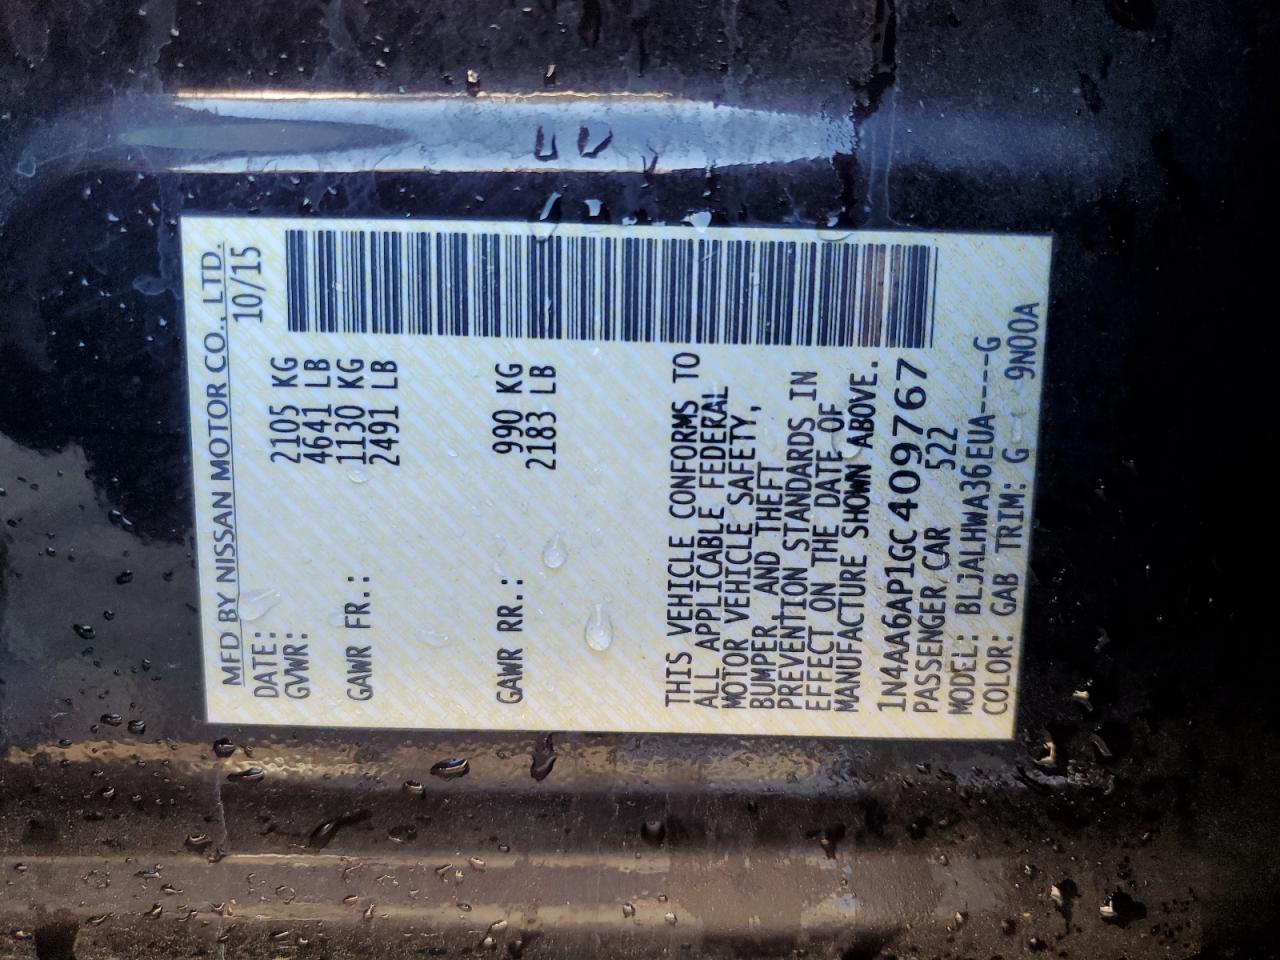 MFD BY NISSAN MOTOR CO., LTD.
DATE: 10/15
GVWR: 2105 KG
4641 LB
GAWR FR.: 1130 KG
2491 LB
GAWR RR.: 990 KG
2183 LB
THIS VEHICLE CONFORMS TO
ALL APPLICABLE FEDERAL
MOTOR VEHICLE SAFETY,
BUMPER AND THEFT
PREVENTION STANDARDS IN
EFFECT ON THE DATE OF
MANUFACTURE SHOWN ABOVE.
1N4AA6AP1GC409767
PASSENGER CAR 522
MODEL: BLJALHWA36EUA----G
COLOR: GAB TRIM: G 9N00A